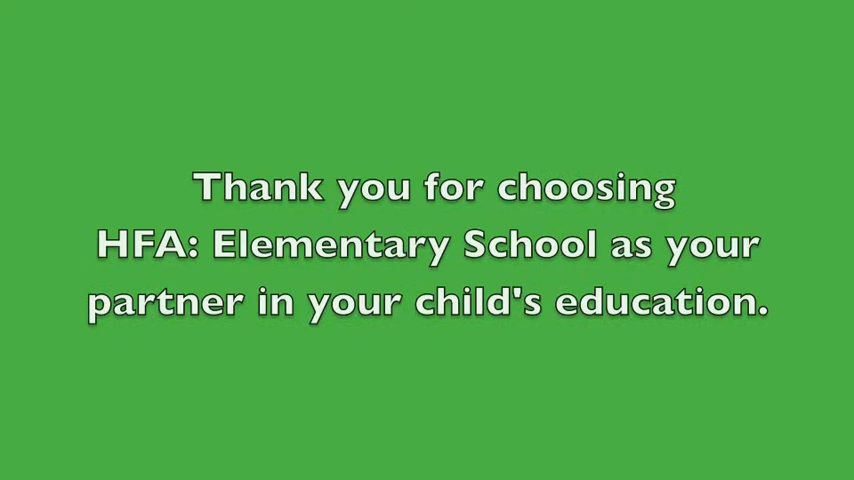 Thank you for choosing
HFA: Elementary School as your
partner in your child's education.